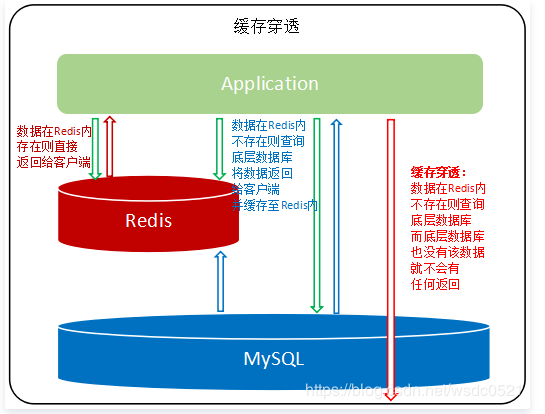 缓存穿透
Application
数据在Redis内
存在则直接
返回给客户端
数据在Redis内
不存在则查询
底层数据库
将数据返回
给客户端
并缓存至Redis内
缓存穿透：
数据在Redis内
不存在则查询
底层数据库
而底层数据库
也没有该数据
就不会有
任何返回
Redis
MySQL
https://blog.csdn.net/wsdc0521